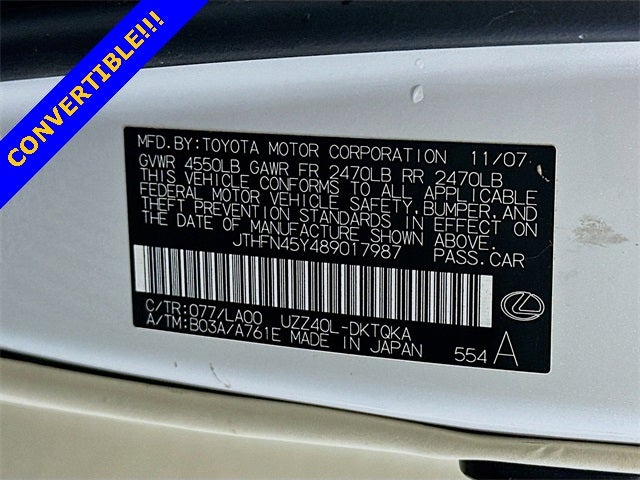 CONVERTIBLE!!!
MFD.BY:TOYOTA MOTOR CORPORATION 11/07
GVWR 4550LB GAWR FR 2470LB RR 2470LB
THIS VEHICLE CONFORMS TO ALL APPLICABLE
FEDERAL MOTOR VEHICLE SAFETY,BUMPER,AND
THEFT PREVENTION STANDARDS IN EFFECT ON
THE DATE OF MANUFACTURE SHOWN ABOVE.
JTHFN45Y489017987 PASS.CAR
C/TR:077/LA00 UZZ40L-DKTQKA
A/TM:B03A/A761E MADE IN JAPAN 554 A